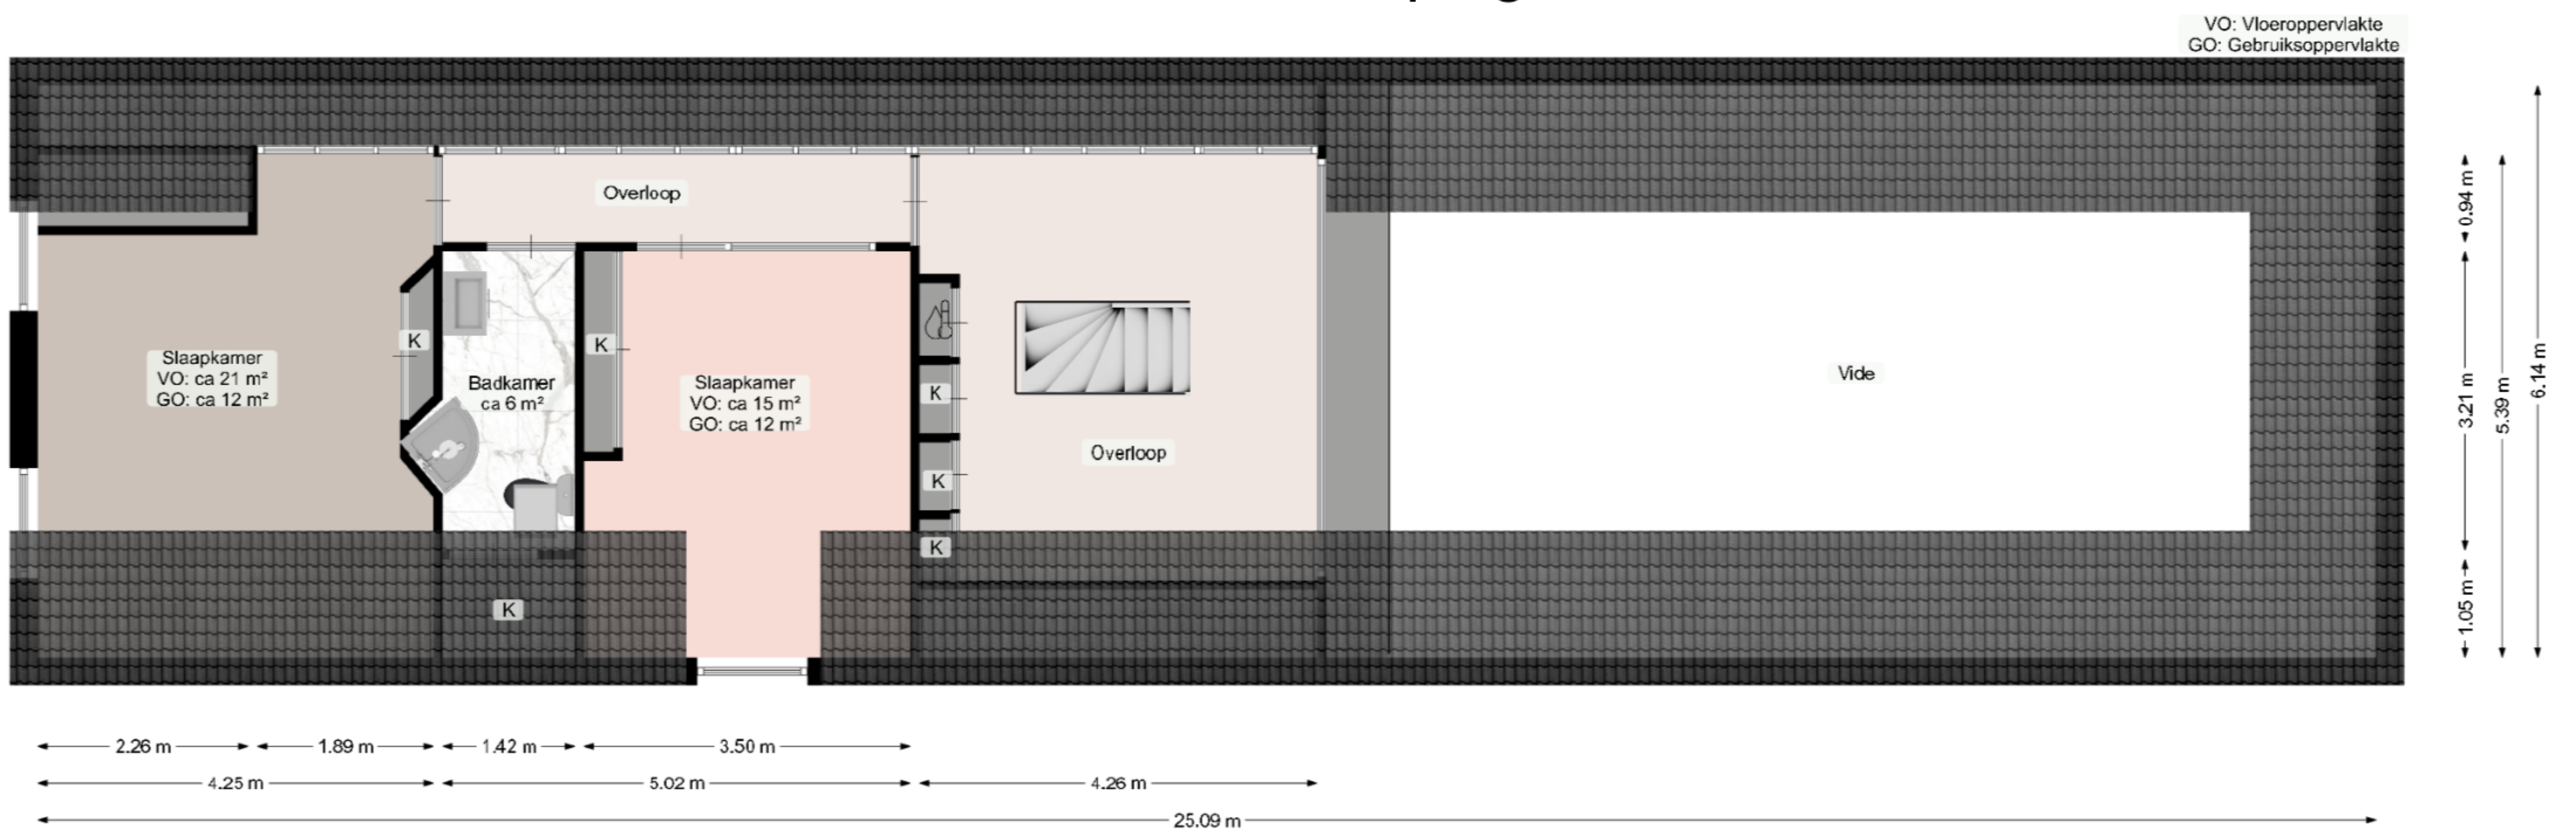 VO: Vloeroppervlakte
GO: Gebruiksoppervlakte
Overloop
0.94 m
K
K
Slaapkamer
VO: ca 21 m²
GO: ca 12 m²
Badkamer
ca 6 m²
Slaapkamer
VO: ca 15 m²
GO: ca 12 m²
K
Vide
3.21 m
5.39 m
6.14 m
Overloop
K
K
K
1.05 m
2.26 m
1.89 m
1.42 m
3.50 m
4.25 m
5.02 m
4.26 m
25.09 m